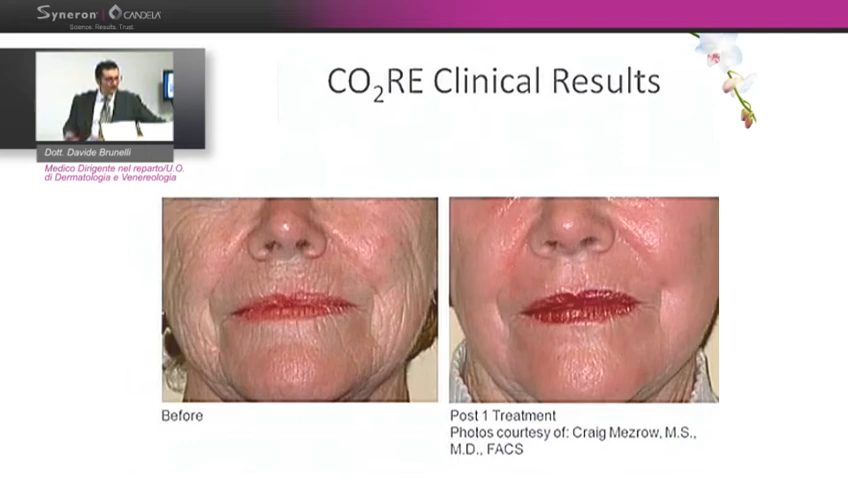 Syneron | CANDELA
Science. Results. Trust.
CO₂RE Clinical Results
Dott. Davide Brunelli
Medico Dirigente nel reparto/U.O.
di Dermatologia e Venereologia
Before
Post 1 Treatment
Photos courtesy of: Craig Mezrow, M.S.,
M.D., FACS